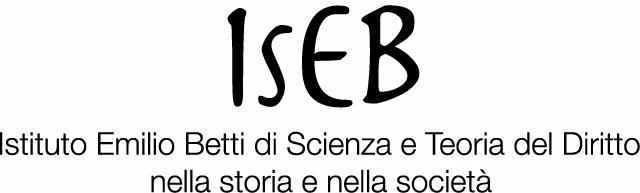 IsEB
Istituto Emilio Betti di Scienza e Teoria del Diritto
nella storia e nella società